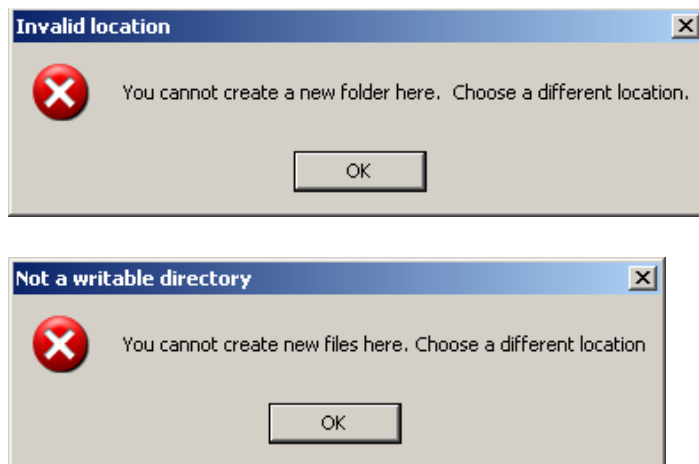 Invalid location
You cannot create a new folder here.  Choose a different location.
OK
Not a writable directory
You cannot create new files here. Choose a different location
OK